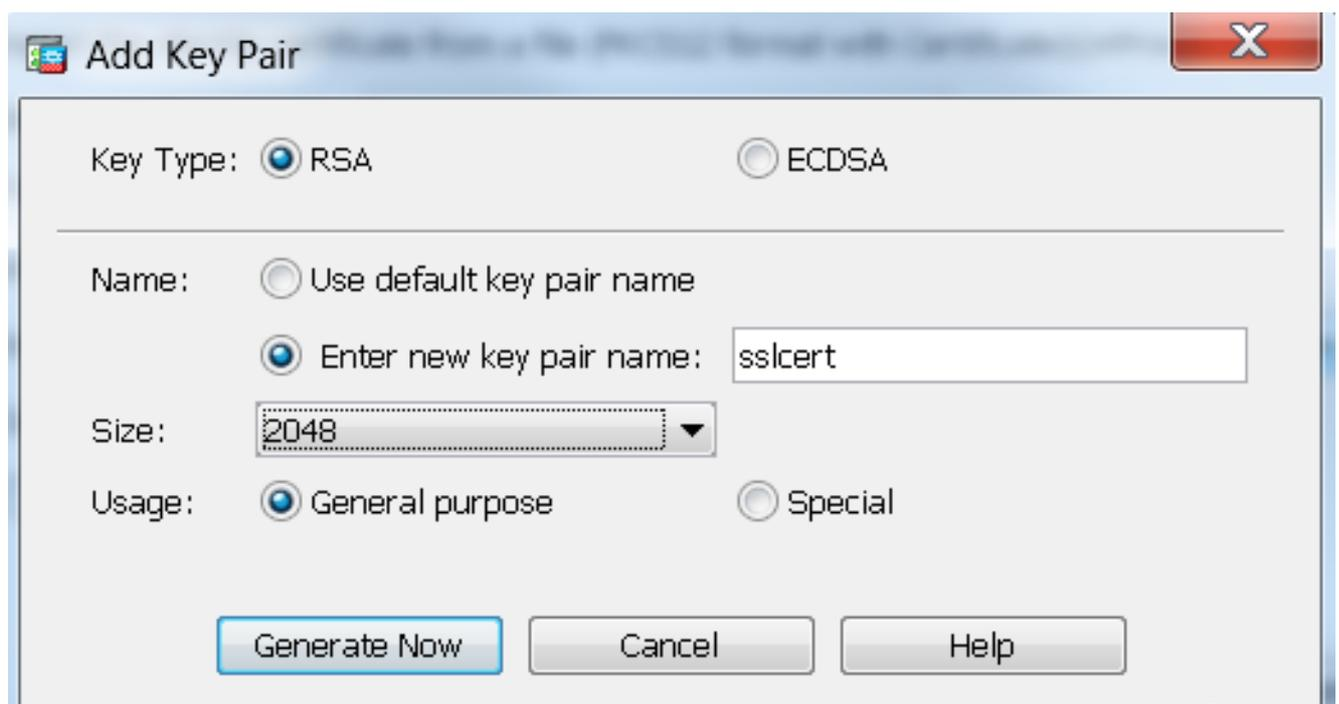 Add Key Pair
X
Key Type: RSA ECDSA
Name: Use default key pair name
Enter new key pair name: sslcert
Size: 2048
Usage: General purpose Special
Generate Now Cancel Help